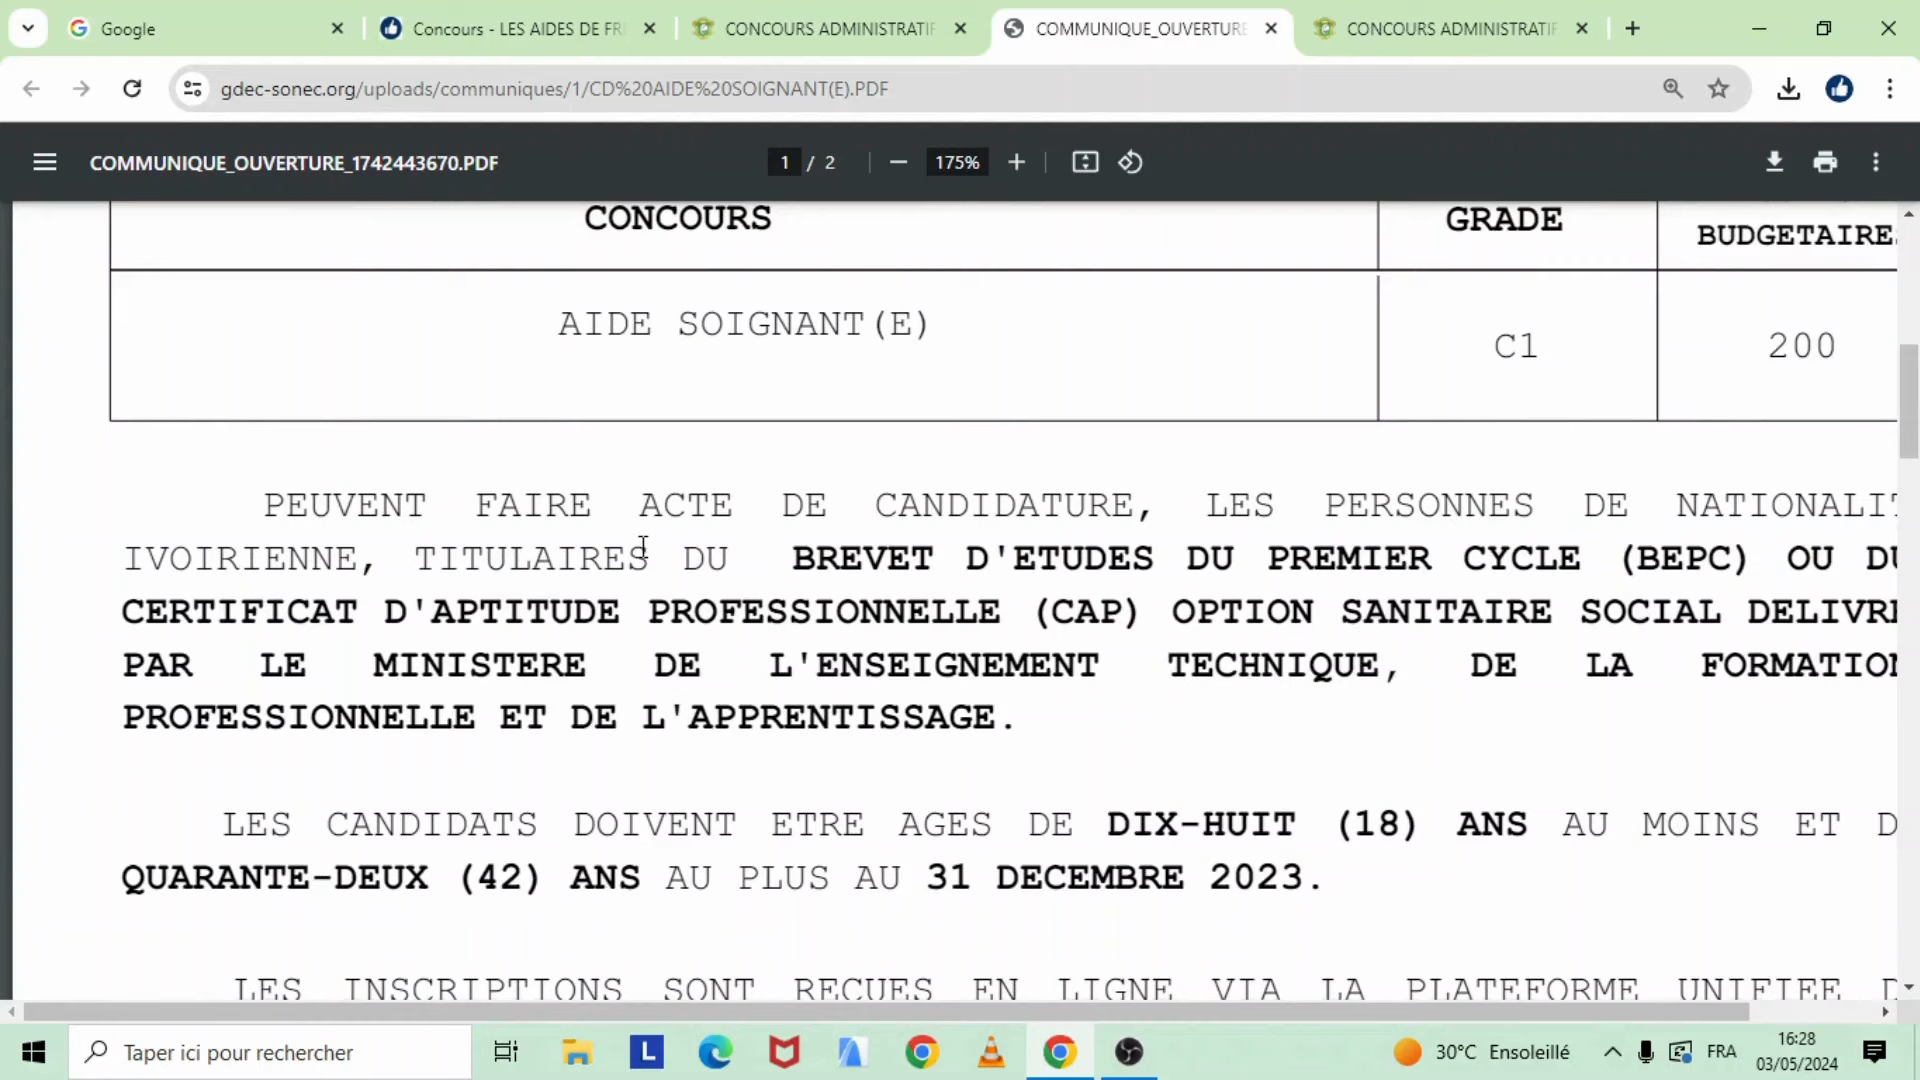 Google
Concours - LES AIDES DE FR
CONCOURS ADMINISTRATIF
COMMUNIQUE_OUVERTURE
CONCOURS ADMINISTRATIF
gdec-sonec.org/uploads/communiques/1/CD%20AIDE%20SOIGNANT(E).PDF
COMMUNIQUE_OUVERTURE_1742443670.PDF
1 / 2
175%
CONCOURS GRADE BUDGETAIRES
AIDE SOIGNANT(E) C1 200
PEUVENT FAIRE ACTE DE CANDIDATURE, LES PERSONNES DE NATIONALIT
IVOIRIENNE, TITULAIRES DU BREVET D'ETUDES DU PREMIER CYCLE (BEPC) OU DU
CERTIFICAT D'APTITUDE PROFESSIONNELLE (CAP) OPTION SANITAIRE SOCIAL DELIVRE
PAR LE MINISTERE DE L'ENSEIGNEMENT TECHNIQUE, DE LA FORMATION
PROFESSIONNELLE ET DE L'APPRENTISSAGE.
LES CANDIDATS DOIVENT ETRE AGES DE DIX-HUIT (18) ANS AU MOINS ET D
QUARANTE-DEUX (42) ANS AU PLUS AU 31 DECEMBRE 2023.
LES INSCRIPTIONS SONT RECUES EN LIGNE VIA LA PLATEFORME UNIFIEE D
Taper ici pour rechercher
L
30°C Ensoleillé
FRA
16:28
03/05/2024